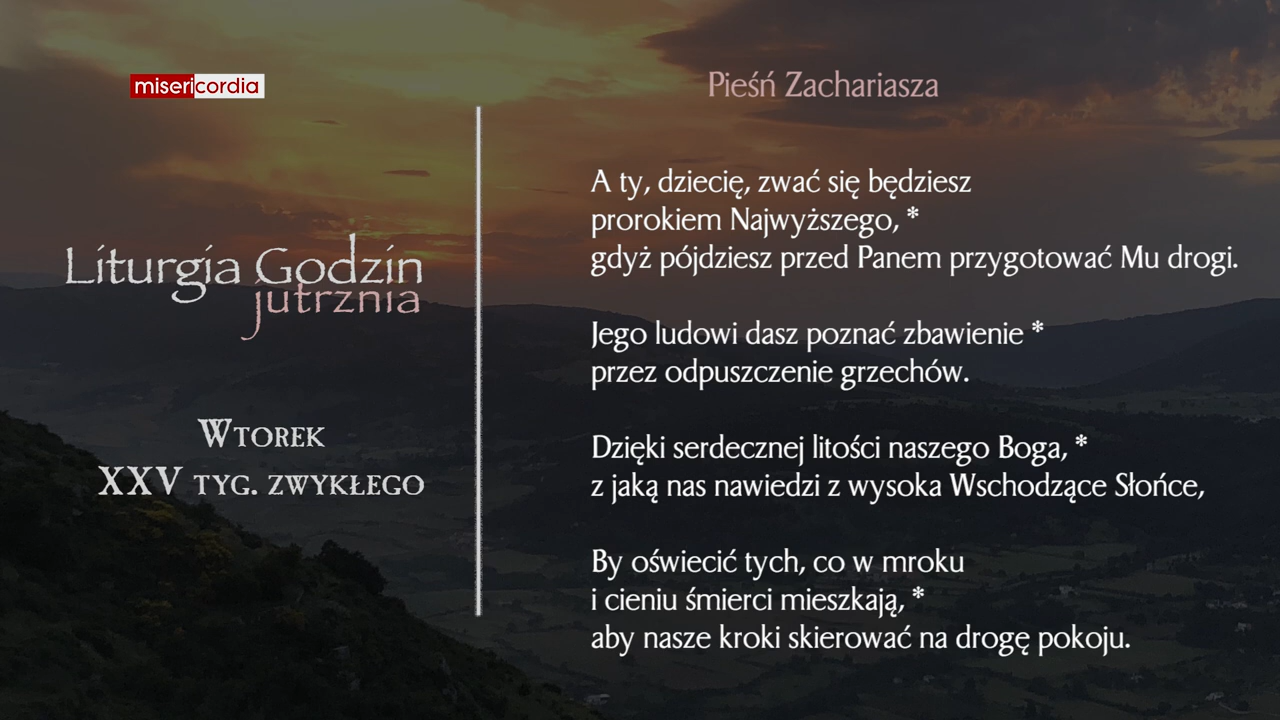 misericordia
Liturgia Godzin
jutrznia
Wtorek
XXV tyg. zwykłego
Pieśń Zachariasza
A ty, dziecię, zwać się będziesz
prorokiem Najwyższego, *
gdyż pójdziesz przed Panem przygotować Mu drogi.
Jego ludowi dasz poznać zbawienie *
przez odpuszczenie grzechów.
Dzięki serdecznej litości naszego Boga, *
z jaką nas nawiedzi z wysoka Wschodzące Słońce,
By oświecić tych, co w mroku
i cieniu śmierci mieszkają, *
aby nasze kroki skierować na drogę pokoju.